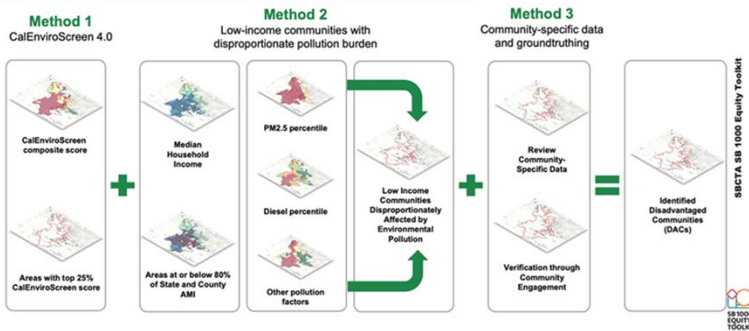 Method 1
CalEnviroScreen 4.0
Method 2
Low-income communities with
disproportionate pollution burden
Method 3
Community-specific data
and groundtruthing
CalEnviroScreen
composite score
Areas with top 25%
CalEnviroScreen score
+
Median
Household
Income
Areas at or below 80%
of State and County
AMI
PM2.5 percentile
Diesel percentile
Other pollution
factors
Low Income
Communities
Disproportionately
Affected by
Environmental
Pollution
+
Review
Community-
Specific Data
Verification through
Community
Engagement
=
Identified
Disadvantaged
Communities
(DACs)
SBCTA SB 1000 Equity Toolkit
SB 1000
EQUITY
TOOLKIT